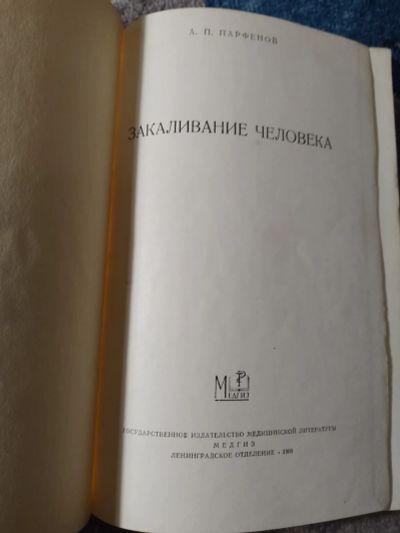 А. П. ПАРФЕНОВ
ЗАКАЛИВАНИЕ ЧЕЛОВЕКА
МЕДГИЗ
ГОСУДАРСТВЕННОЕ ИЗДАТЕЛЬСТВО МЕДИЦИНСКОЙ ЛИТЕРАТУРЫ
МЕДГИЗ
ЛЕНИНГРАДСКОЕ ОТДЕЛЕНИЕ •